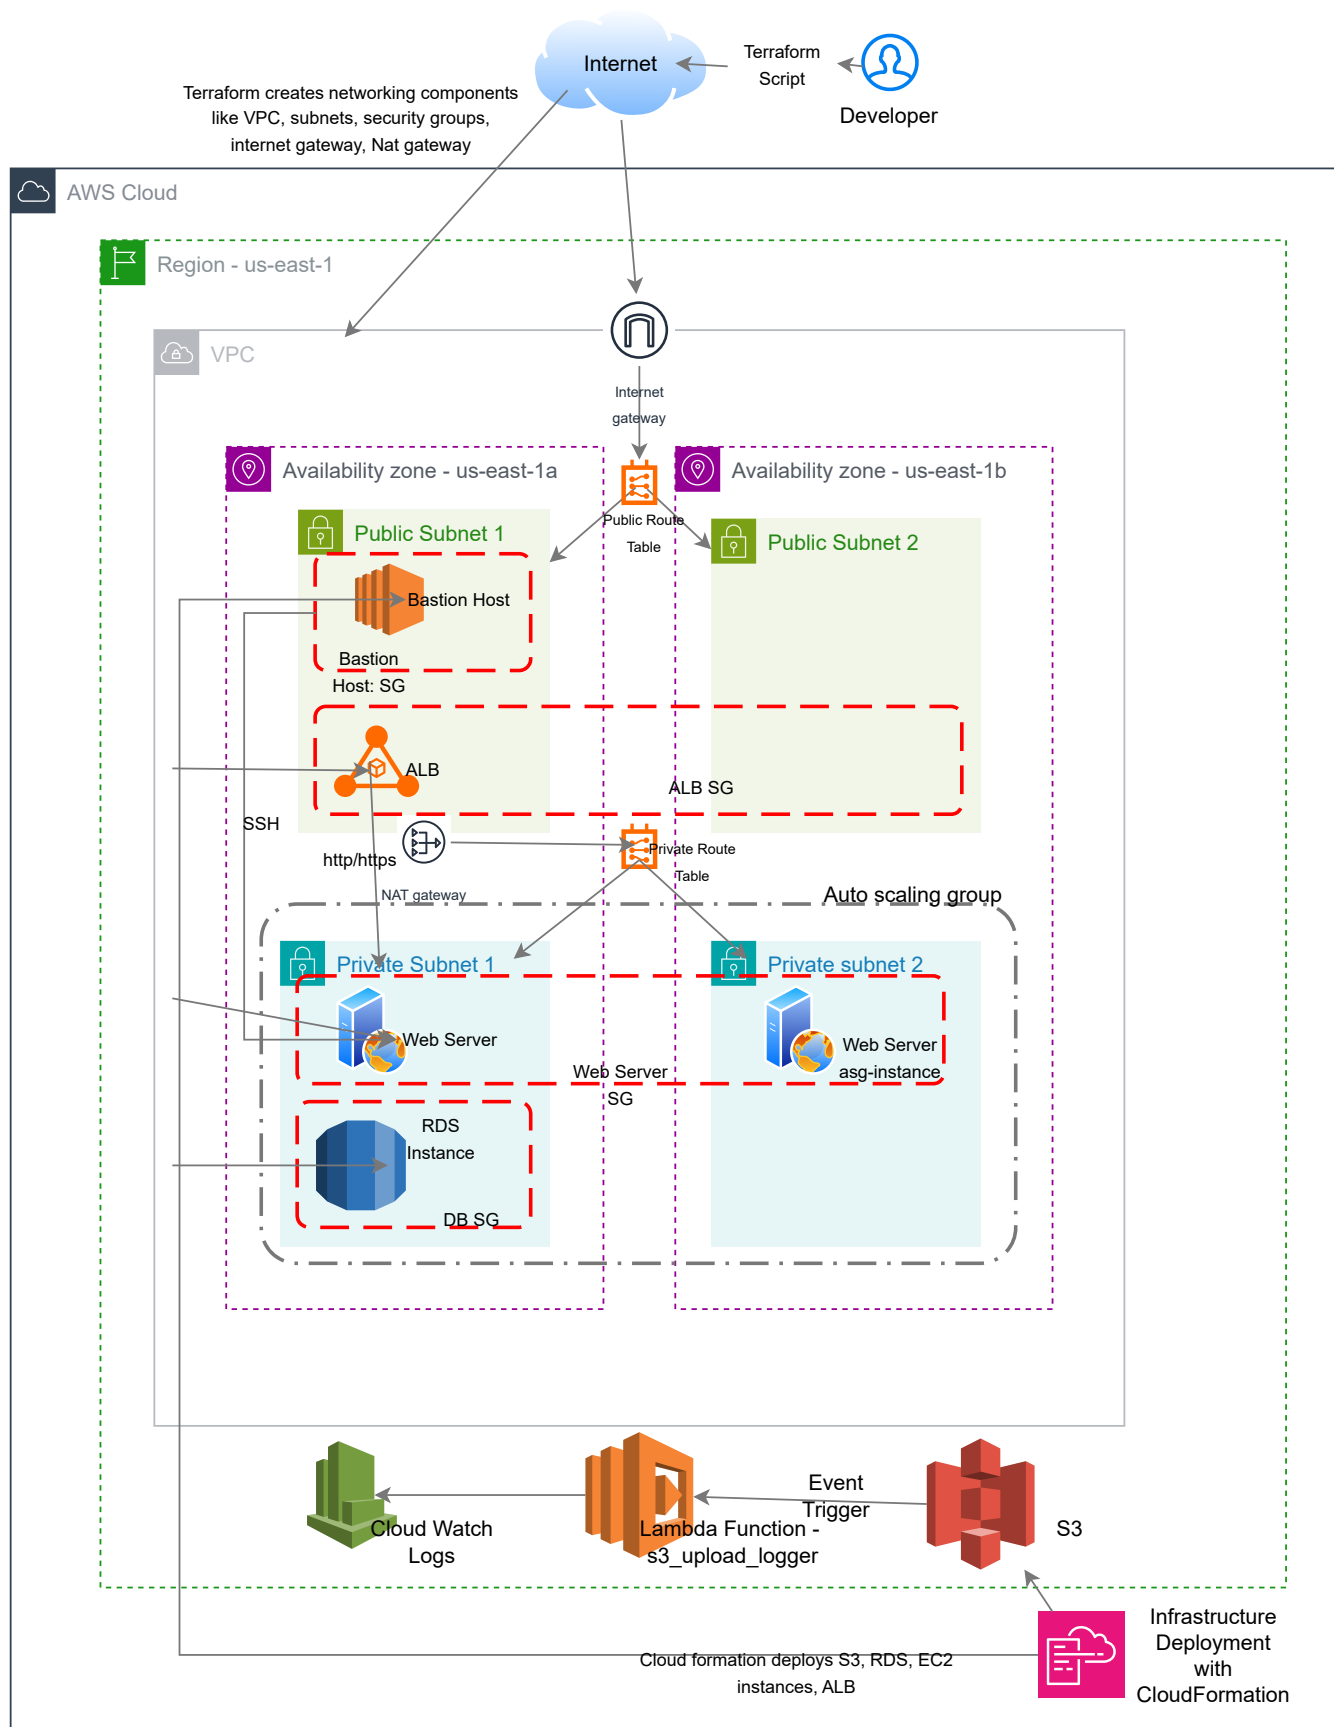 Internet
Terraform
Script
Developer
Terraform creates networking components
like VPC, subnets, security groups,
internet gateway, Nat gateway
AWS Cloud
Region - us-east-1
VPC
Internet
gateway
Availability zone - us-east-1a
Availability zone - us-east-1b
Public Route
Table
Public Subnet 1
Public Subnet 2
Bastion Host
Bastion
Host: SG
ALB
ALB SG
SSH
http/https
NAT gateway
Private Route
Table
Auto scaling group
Private Subnet 1
Private subnet 2
Web Server
Web Server
asg-instance
Web Server
SG
RDS
Instance
DB SG
Cloud Watch
Logs
Lambda Function -
s3_upload_logger
Event
Trigger
S3
Cloud formation deploys S3, RDS, EC2
instances, ALB
Infrastructure
Deployment
with
CloudFormation